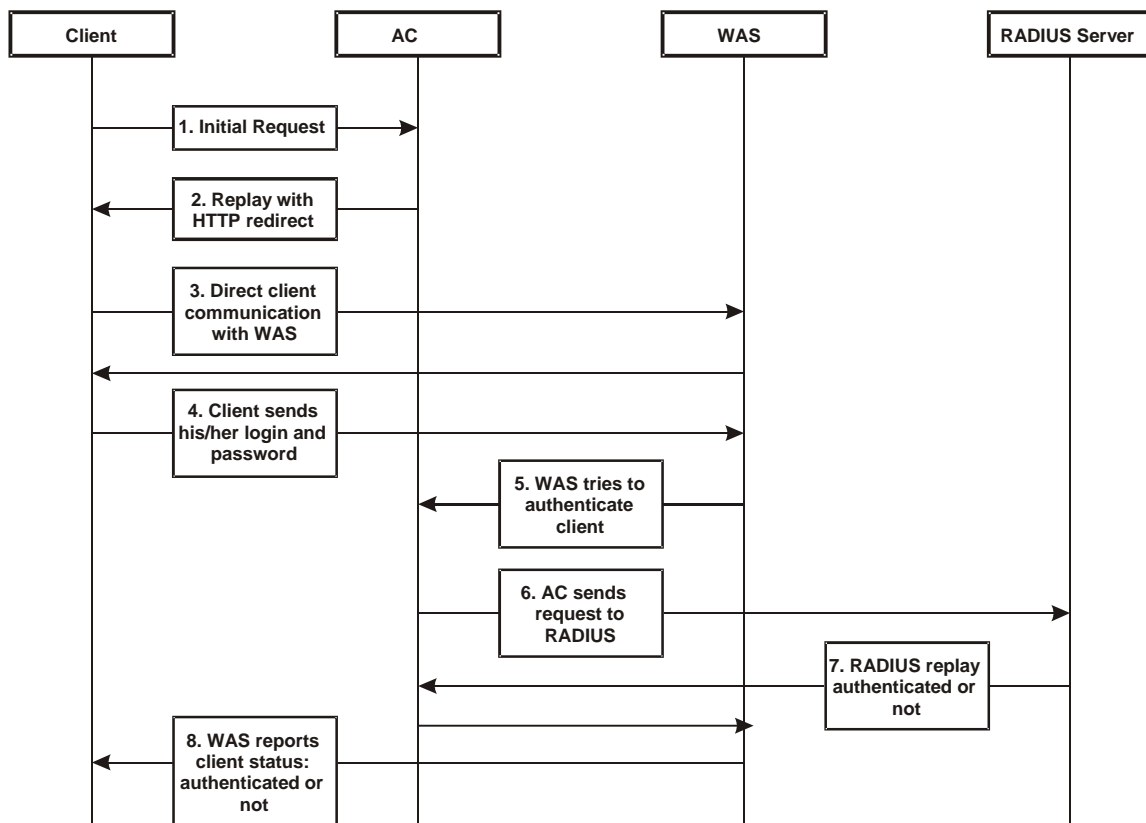 Client
AC
WAS
RADIUS Server
1. Initial Request
2. Replay with
HTTP redirect
3. Direct client
communication
with WAS
4. Client sends
his/her login and
password
5. WAS tries to
authenticate
client
6. AC sends
request to
RADIUS
7. RADIUS replay
authenticated or
not
8. WAS reports
client status:
authenticated or
not